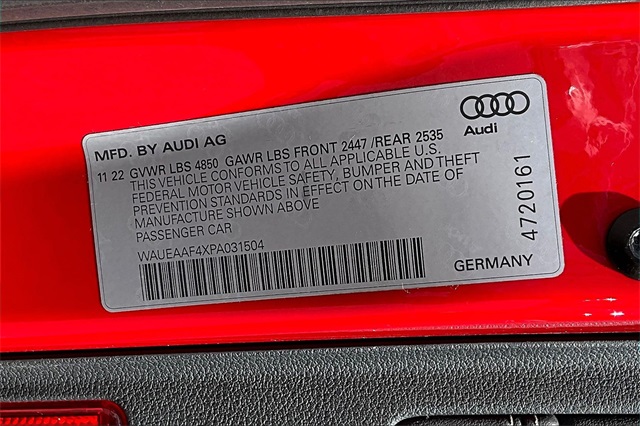 MFD. BY AUDI AG
11 22 GVWR LBS 4850 GAWR LBS FRONT 2447 /REAR 2535
THIS VEHICLE CONFORMS TO ALL APPLICABLE U.S.
FEDERAL MOTOR VEHICLE SAFETY, BUMPER AND THEFT
PREVENTION STANDARDS IN EFFECT ON THE DATE OF
MANUFACTURE SHOWN ABOVE
PASSENGER CAR
WAUEAAF4XPA031504
Audi
4720161
GERMANY